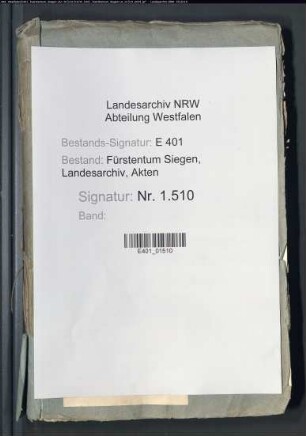 Landesarchiv NRW
Abteilung Westfalen
Bestands-Signatur: E 401
Bestand: Fürstentum Siegen,
Landesarchiv, Akten
Signatur: Nr. 1.510
Band:
E401_01510